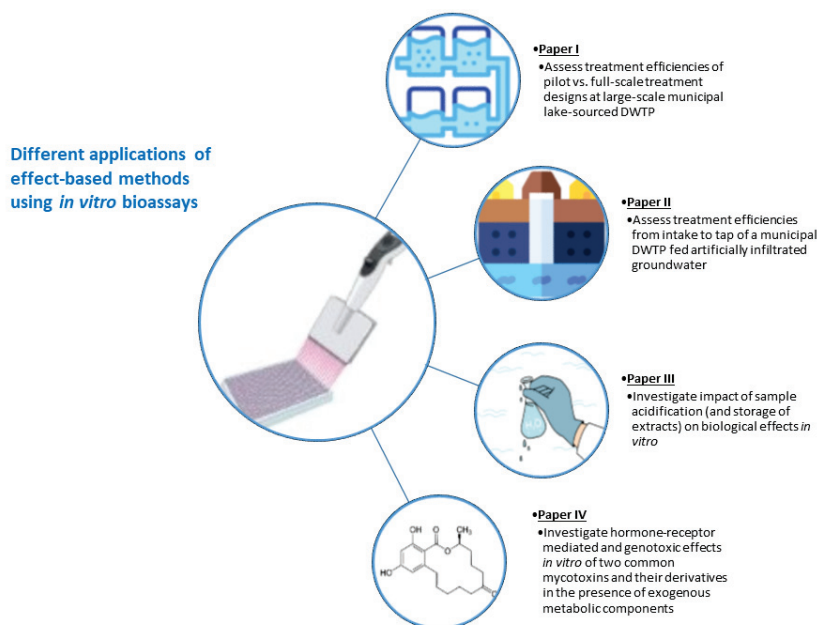 Different applications of
effect-based methods
using in vitro bioassays
•Paper I
•Assess treatment efficiencies of
pilot vs. full-scale treatment
designs at large-scale municipal
lake-sourced DWTP
•Paper II
•Assess treatment efficiencies
from intake to tap of a municipal
DWTP fed artificially infiltrated
groundwater
•Paper III
•Investigate impact of sample
acidification (and storage of
extracts) on biological effects in
vitro
H₂O
•Paper IV
•Investigate hormone-receptor
mediated and genotoxic effects
in vitro of two common
mycotoxins and their derivatives
in the presence of exogenous
metabolic components
OH
O
CH₃
O
HO
O